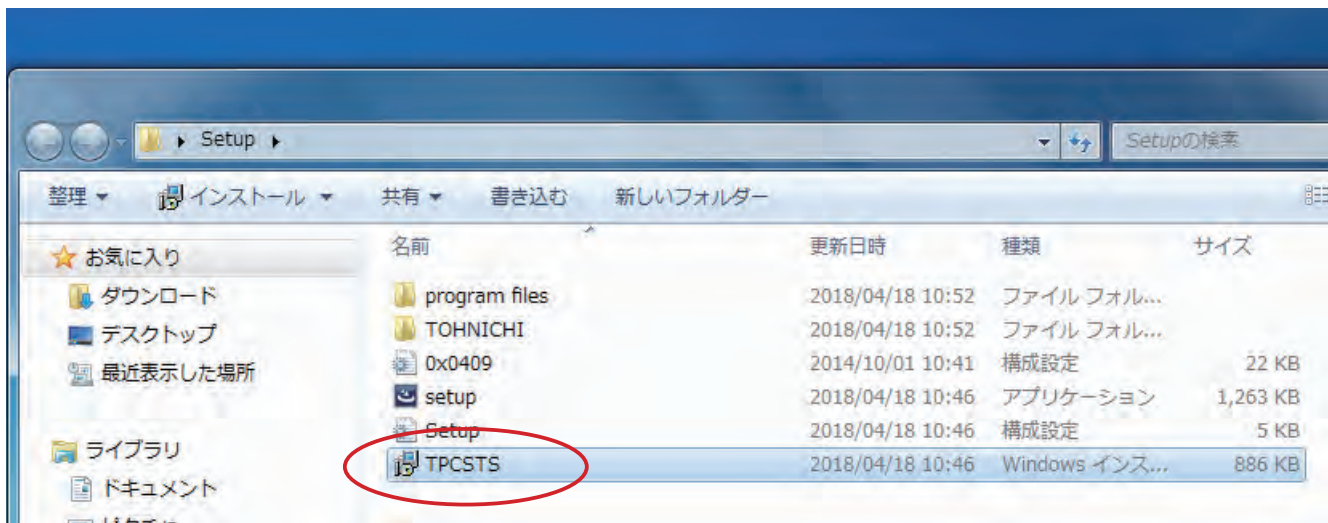 Setup
Setupの検索
整理 インストール 共有 書き込む 新しいフォルダー
お気に入り
ダウンロード
デスクトップ
最近表示した場所
ライブラリ
ドキュメント
名前 更新日時 種類 サイズ
program files 2018/04/18 10:52 ファイル フォル...
TOHNICHI 2018/04/18 10:52 ファイル フォル...
0x0409 2014/10/01 10:41 構成設定 22 KB
setup 2018/04/18 10:46 アプリケーション 1,263 KB
Setup 2018/04/18 10:46 構成設定 5 KB
TPCSTS 2018/04/18 10:46 Windows インス... 886 KB